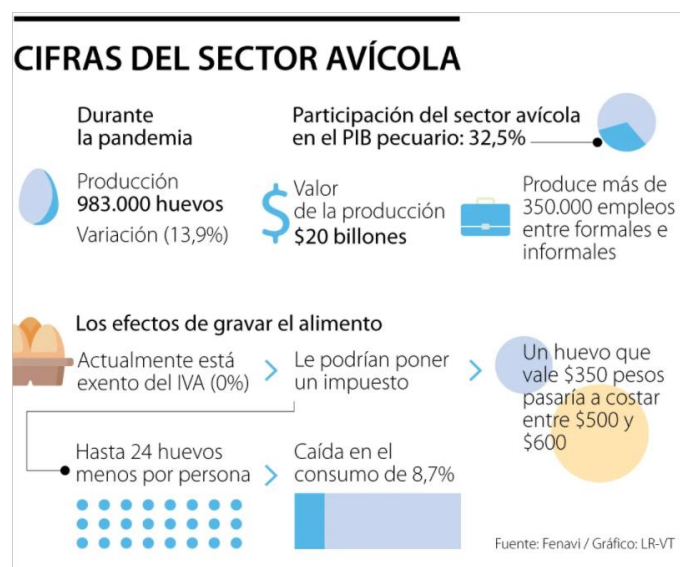 CIFRAS DEL SECTOR AVÍCOLA
Durante
la pandemia
Producción
983.000 huevos
Variación (13,9%)
Participación del sector avícola
en el PIB pecuario: 32,5%
$ Valor
de la producción
$20 billones
Produce más de
350.000 empleos
entre formales e
informales
Los efectos de gravar el alimento
Actualmente está
exento del IVA (0%)
Le podrían poner
un impuesto
Un huevo que
vale $350 pesos
pasaría a costar
entre $500 y
$600
Hasta 24 huevos
menos por persona
Caída en el
consumo de 8,7%
Fuente: Fenavi / Gráfico: LR-VT